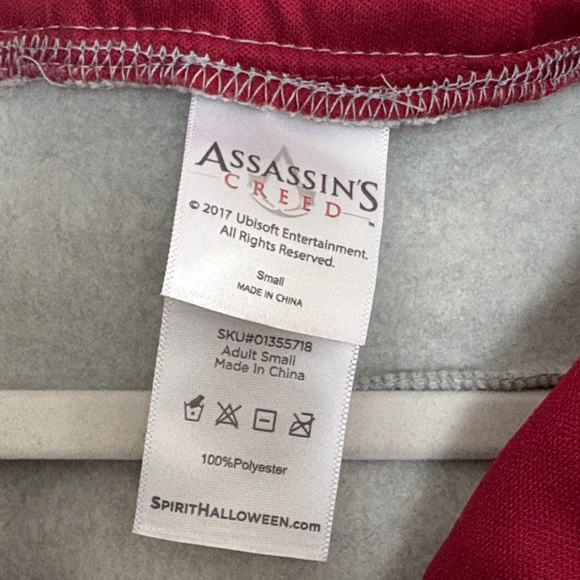 ASSASSIN'S
CREED
© 2017 Ubisoft Entertainment.
All Rights Reserved.
Small
MADE IN CHINA
SKU#01355718
Adult Small
Made In China
100%Polyester
SPIRITHALLOWEEN.com